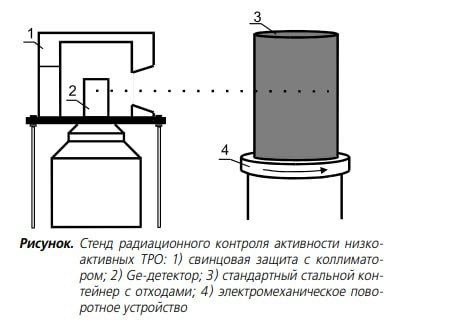 1
2
3
4
Рисунок. Стенд радиационного контроля активности низко-
активных ТРО: 1) свинцовая защита с коллимато-
ром; 2) Ge-детектор; 3) стандартный стальной кон-
тейнер с отходами; 4) электромеханическое пово-
ротное устройство